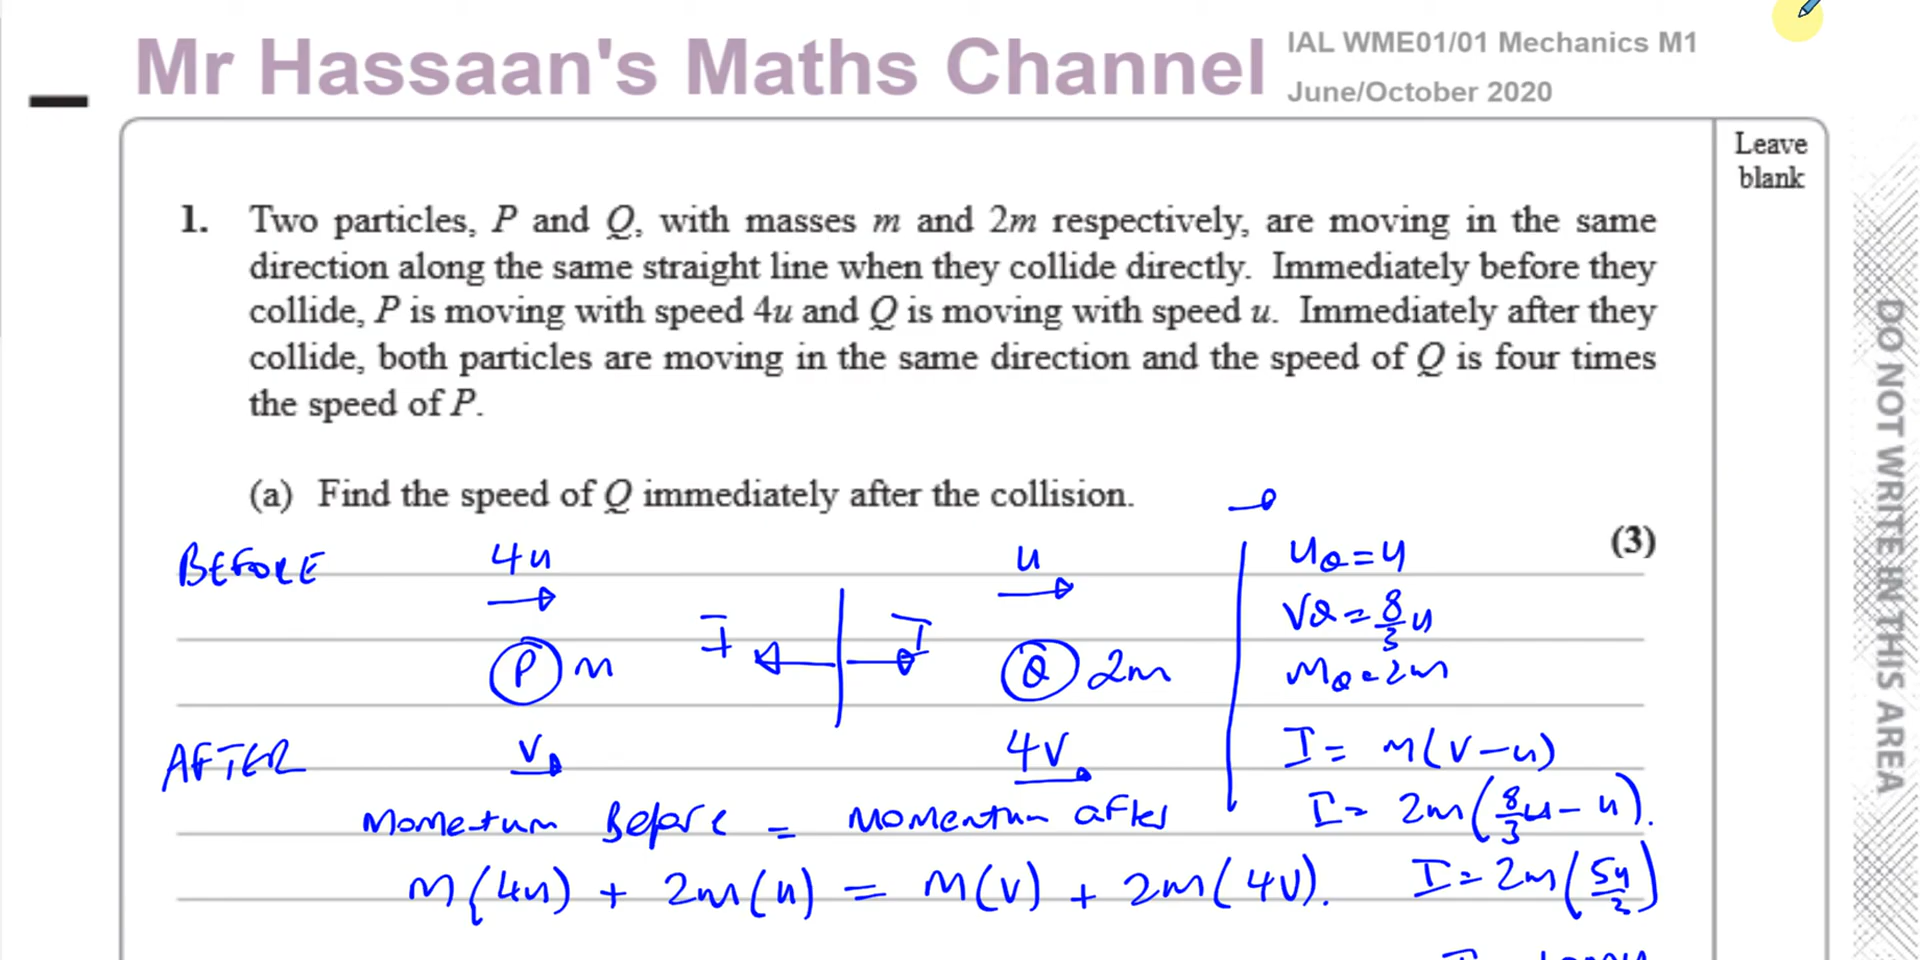 Mr Hassaan's Maths Channel
IAL WME01/01 Mechanics M1
June/October 2020
Leave
blank
1. Two particles, P and Q, with masses m and 2m respectively, are moving in the same
direction along the same straight line when they collide directly. Immediately before they
collide, P is moving with speed 4u and Q is moving with speed u. Immediately after they
collide, both particles are moving in the same direction and the speed of Q is four times
the speed of P.
(a) Find the speed of Q immediately after the collision.
(3)
BEFORE 4u u
I I
P m Q 2m
AFTER V 4V
Momentum Before = Momentum after
m(4u) + 2m(u) = m(V) + 2m(4V).
uQ = u
VQ = 8/3 u
MQ = 2m
I = m(v-u)
I = 2m(8/3 u - u).
I = 2m(5u/3)
DO NOT WRITE IN THIS AREA